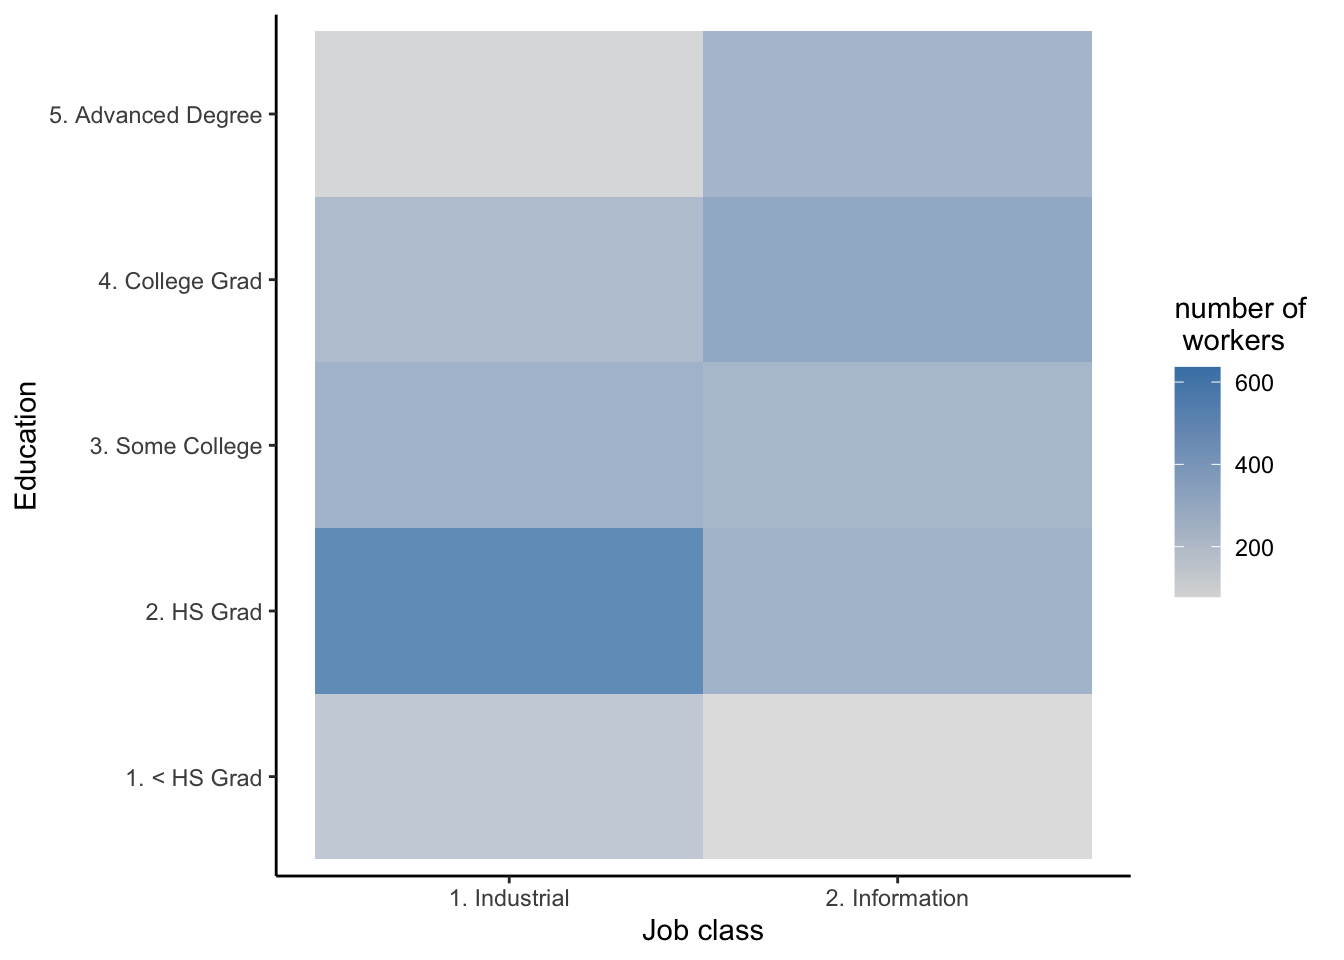 5. Advanced Degree
4. College Grad
3. Some College
2. HS Grad
1. < HS Grad
Education
1. Industrial
2. Information
Job class
number of
workers
600
400
200